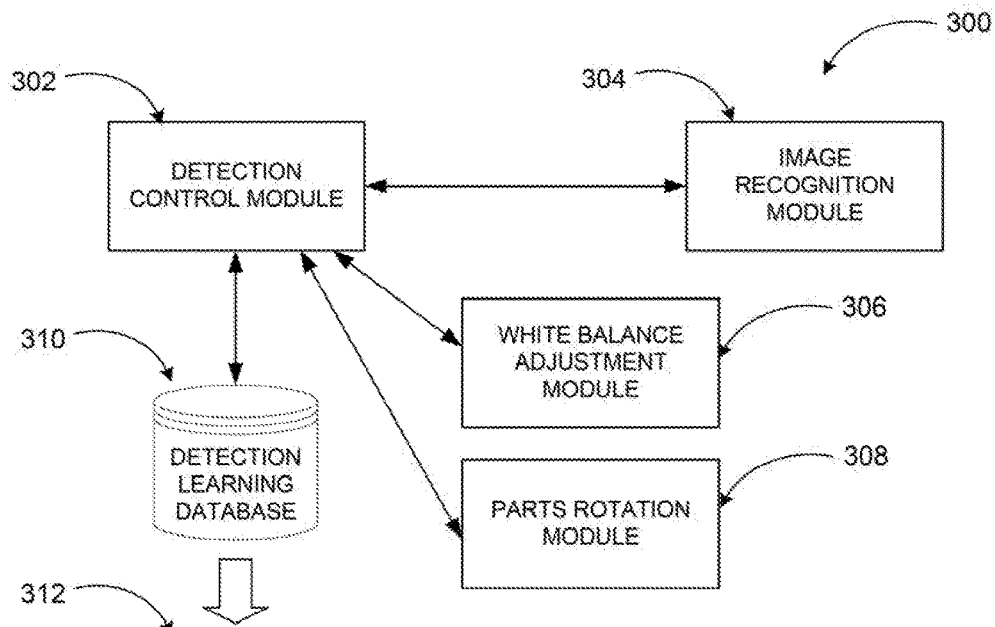 300
302
304
DETECTION
CONTROL MODULE
IMAGE
RECOGNITION
MODULE
306
WHITE BALANCE
ADJUSTMENT
MODULE
310
DETECTION
LEARNING
DATABASE
308
PARTS ROTATION
MODULE
312